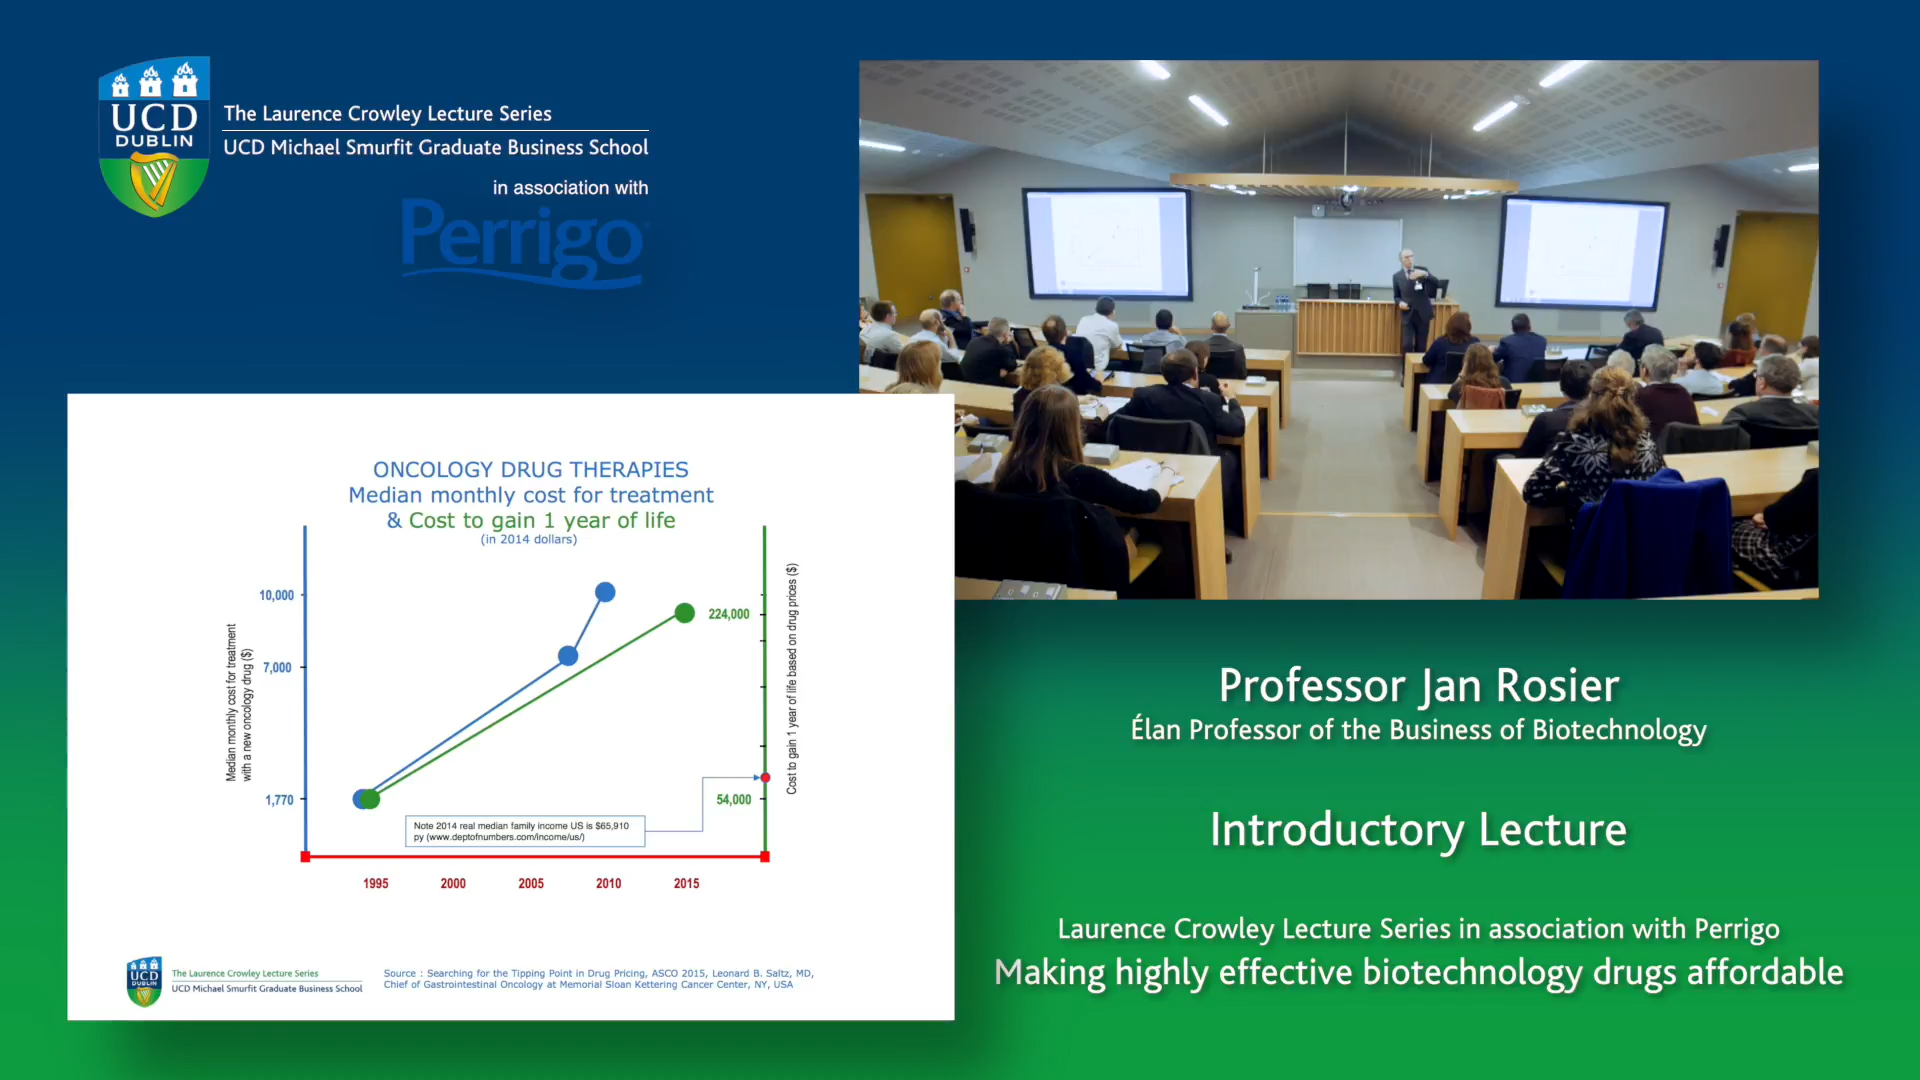 UCD
DUBLIN
The Laurence Crowley Lecture Series
UCD Michael Smurfit Graduate Business School
in association with
Perrigo
ONCOLOGY DRUG THERAPIES
Median monthly cost for treatment
& Cost to gain 1 year of life
(in 2014 dollars)
Median monthly cost for treatment
with a new oncology drug ($)
10,000
7,000
1,770
224,000
54,000
Cost to gain 1 year of life based on drug prices ($)
Note 2014 real median family income US is $65,910
py (www.deptofnumbers.com/income/us/)
1995 2000 2005 2010 2015
UCD
DUBLIN
The Laurence Crowley Lecture Series
UCD Michael Smurfit Graduate Business School
Source : Searching for the Tipping Point in Drug Pricing, ASCO 2015, Leonard B. Saltz, MD,
Chief of Gastrointestinal Oncology at Memorial Sloan Kettering Cancer Center, NY, USA
Professor Jan Rosier
Élan Professor of the Business of Biotechnology
Introductory Lecture
Laurence Crowley Lecture Series in association with Perrigo
Making highly effective biotechnology drugs affordable